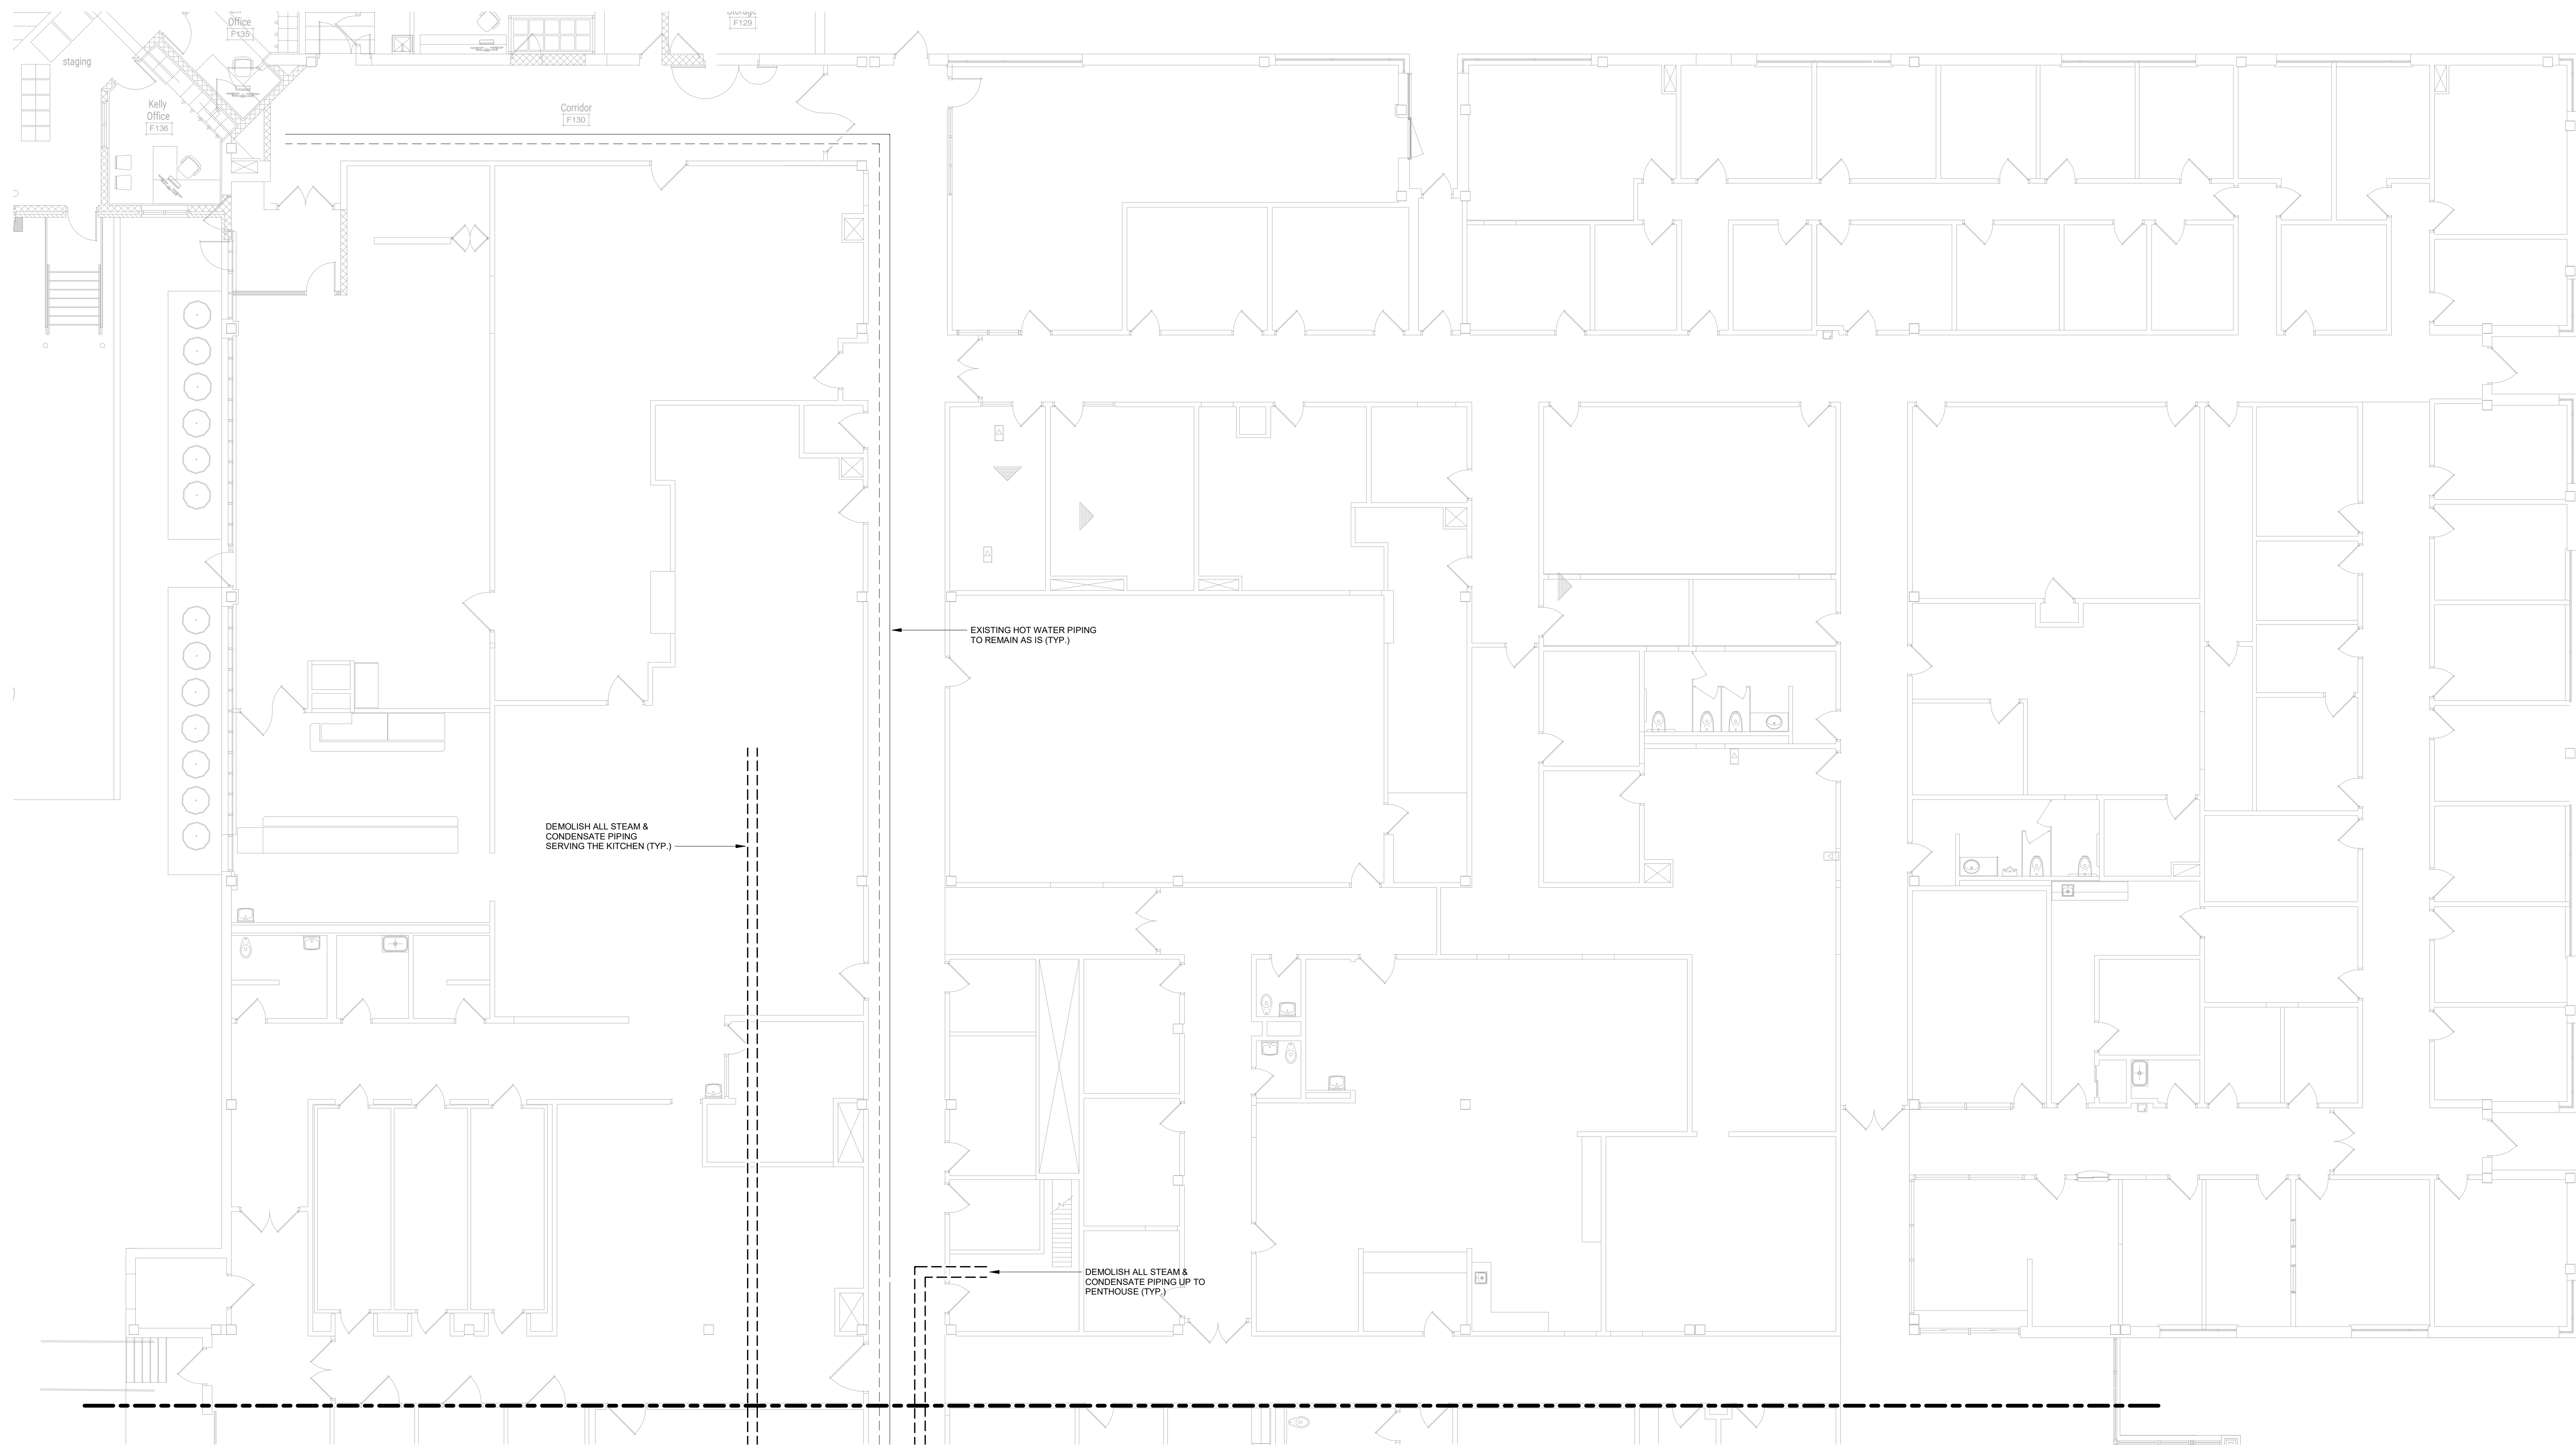 Office
F135
Storage
F129
staging
Kelly
Office
F136
Corridor
F130
EXISTING HOT WATER PIPING
TO REMAIN AS IS (TYP.)
DEMOLISH ALL STEAM &
CONDENSATE PIPING
SERVING THE KITCHEN (TYP.)
DEMOLISH ALL STEAM &
CONDENSATE PIPING UP TO
PENTHOUSE (TYP.)